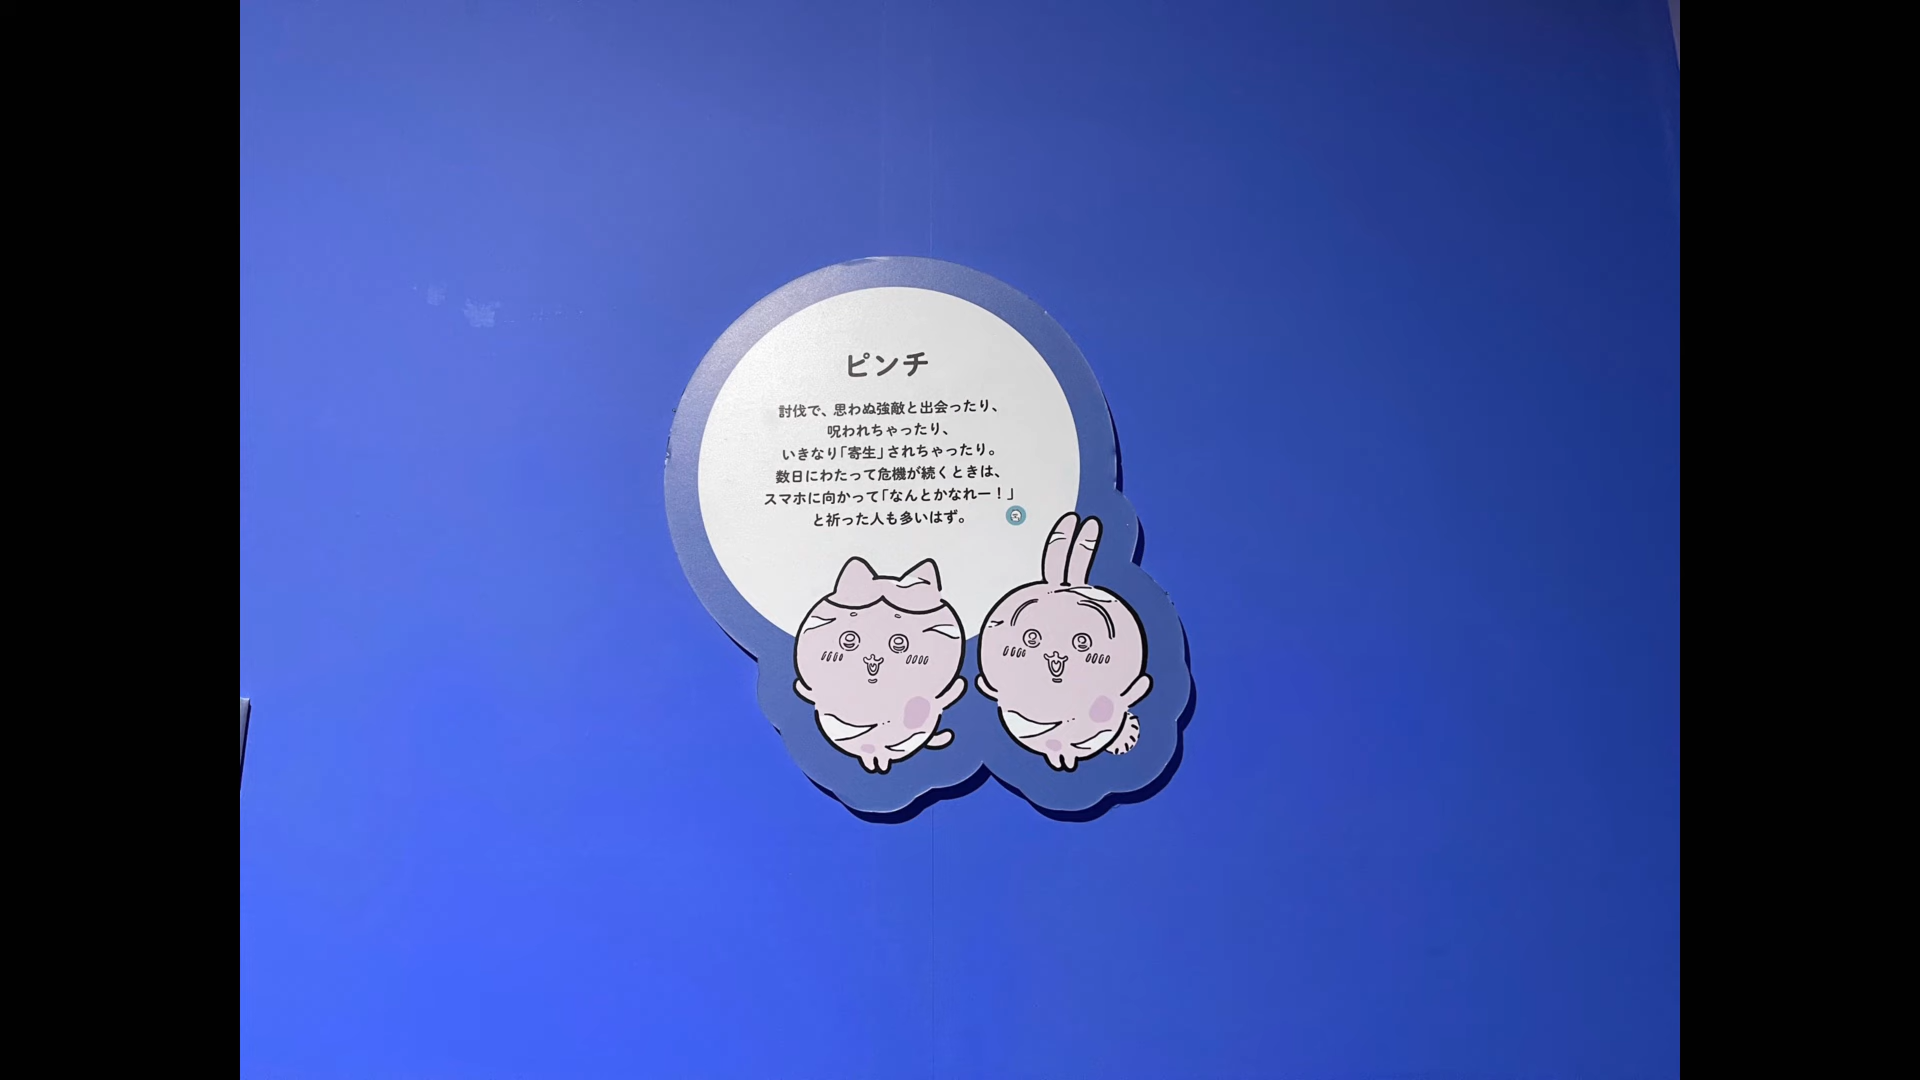 ピンチ
討伐で、思わぬ強敵と出会ったり、
呪われちゃったり、
いきなり「寄生」されちゃったり。
数日にわたって危機が続くときは、
スマホに向かって「なんとかなれー！」
と祈った人も多いはず。